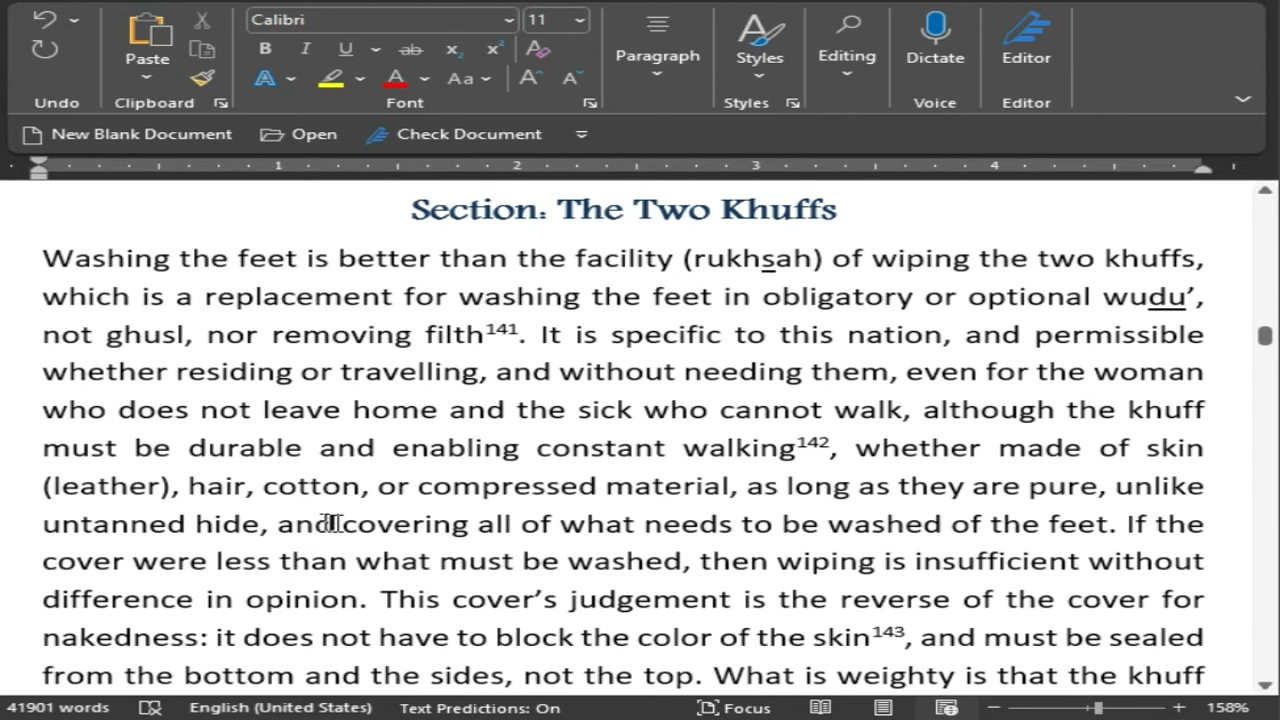 Calibri
11
Paste
Paragraph
Styles
Editing
Dictate
Editor
B I U ab x₂ x² A
A A Aa A A
Undo
Clipboard
Font
Styles
Voice
Editor
New Blank Document Open Check Document
1 2 3 4
Section: The Two Khuffs
Washing the feet is better than the facility (rukhsah) of wiping the two khuffs,
which is a replacement for washing the feet in obligatory or optional wudu’,
not ghusl, nor removing filth¹⁴¹. It is specific to this nation, and permissible
whether residing or travelling, and without needing them, even for the woman
who does not leave home and the sick who cannot walk, although the khuff
must be durable and enabling constant walking¹⁴², whether made of skin
(leather), hair, cotton, or compressed material, as long as they are pure, unlike
untanned hide, and covering all of what needs to be washed of the feet. If the
cover were less than what must be washed, then wiping is insufficient without
difference in opinion. This cover’s judgement is the reverse of the cover for
nakedness: it does not have to block the color of the skin¹⁴³, and must be sealed
from the bottom and the sides, not the top. What is weighty is that the khuff
41901 words English (United States) Text Predictions: On Focus 158%